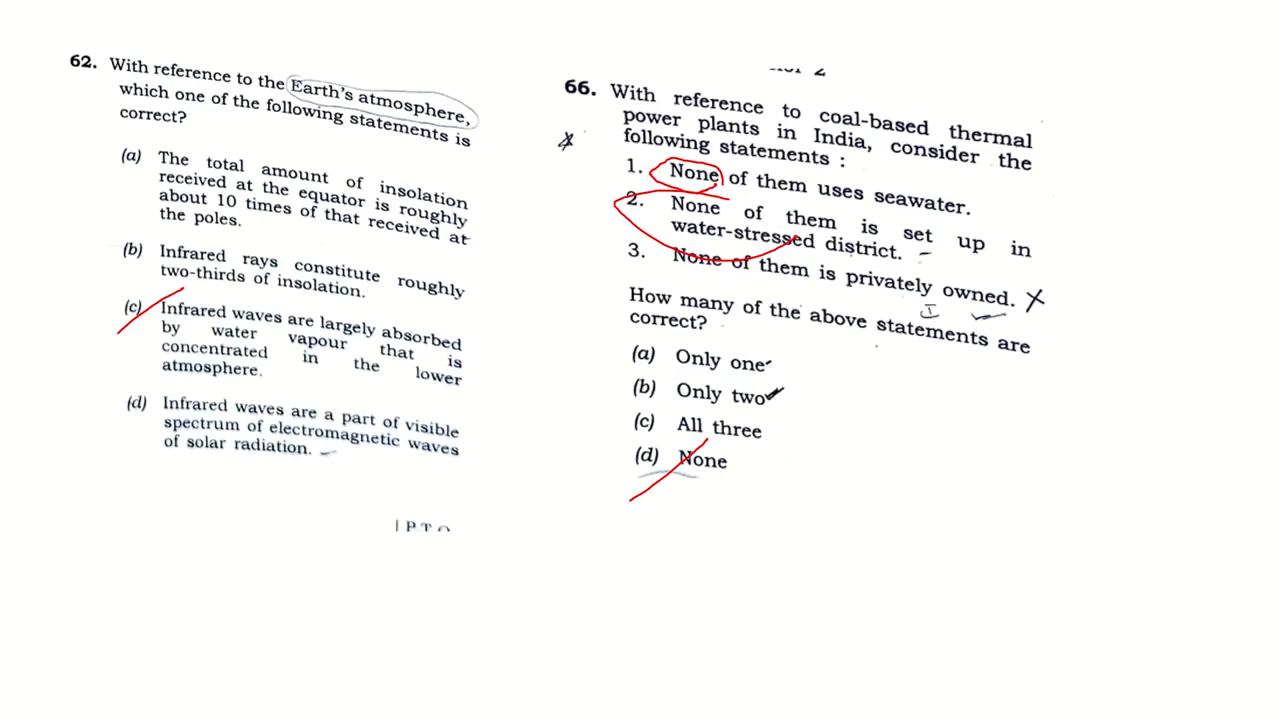 62. With reference to the Earth's atmosphere,
which one of the following statements is
correct?
(a) The total amount of insolation
received at the equator is roughly
about 10 times of that received at
the poles.
(b) Infrared rays constitute roughly
two-thirds of insolation.
(c) Infrared waves are largely absorbed
by water vapour that is
concentrated in the lower
atmosphere.
(d) Infrared waves are a part of visible
spectrum of electromagnetic waves
of solar radiation.
66. With reference to coal-based thermal
power plants in India, consider the
following statements :
1. None of them uses seawater.
2. None of them is set up in
water-stressed district.
3. None of them is privately owned.
How many of the above statements are
correct?
(a) Only one
(b) Only two
(c) All three
(d) None